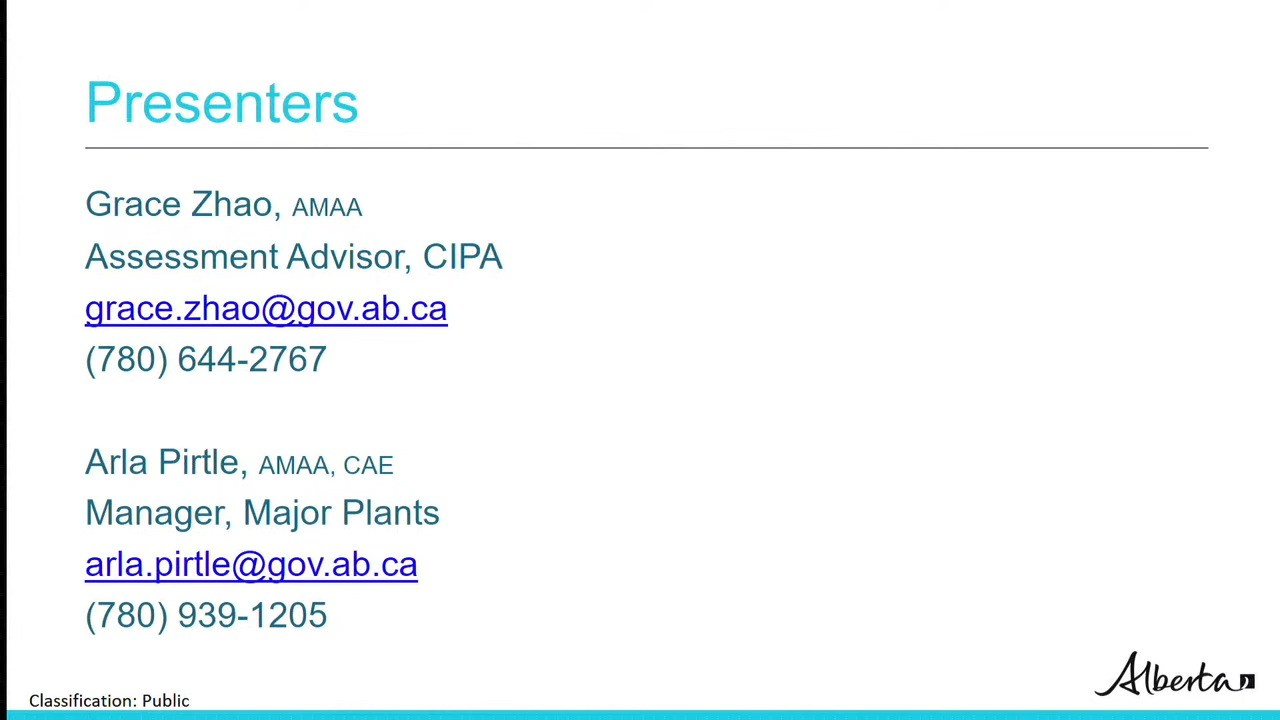 Presenters
Grace Zhao, AMAA
Assessment Advisor, CIPA
grace.zhao@gov.ab.ca
(780) 644-2767
Arla Pirtle, AMAA, CAE
Manager, Major Plants
arla.pirtle@gov.ab.ca
(780) 939-1205
Classification: Public
Alberta